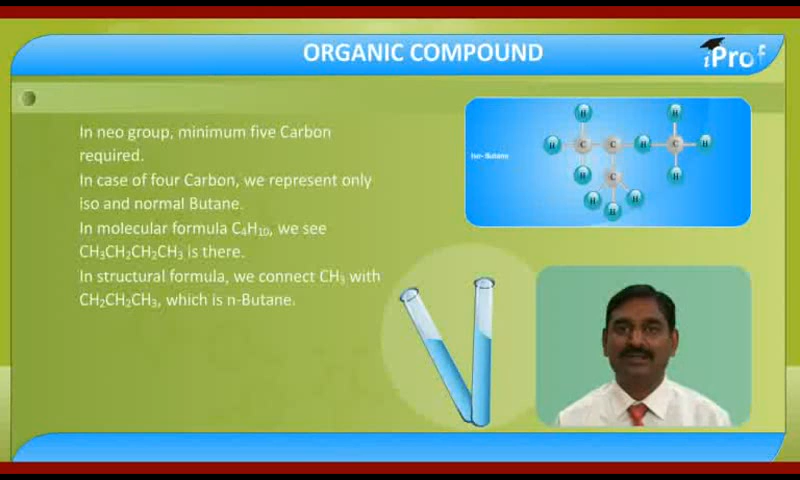 ORGANIC COMPOUND
iProf
In neo group, minimum five Carbon
required.
In case of four Carbon, we represent only
iso and normal Butane.
In molecular formula C₄H₁₀, we see
CH₃CH₂CH₂CH₃ is there.
In structural formula, we connect CH₃ with
CH₂CH₂CH₃, which is n-Butane.
Iso-Butane
H H
H C C H C H
H C H
H H
H